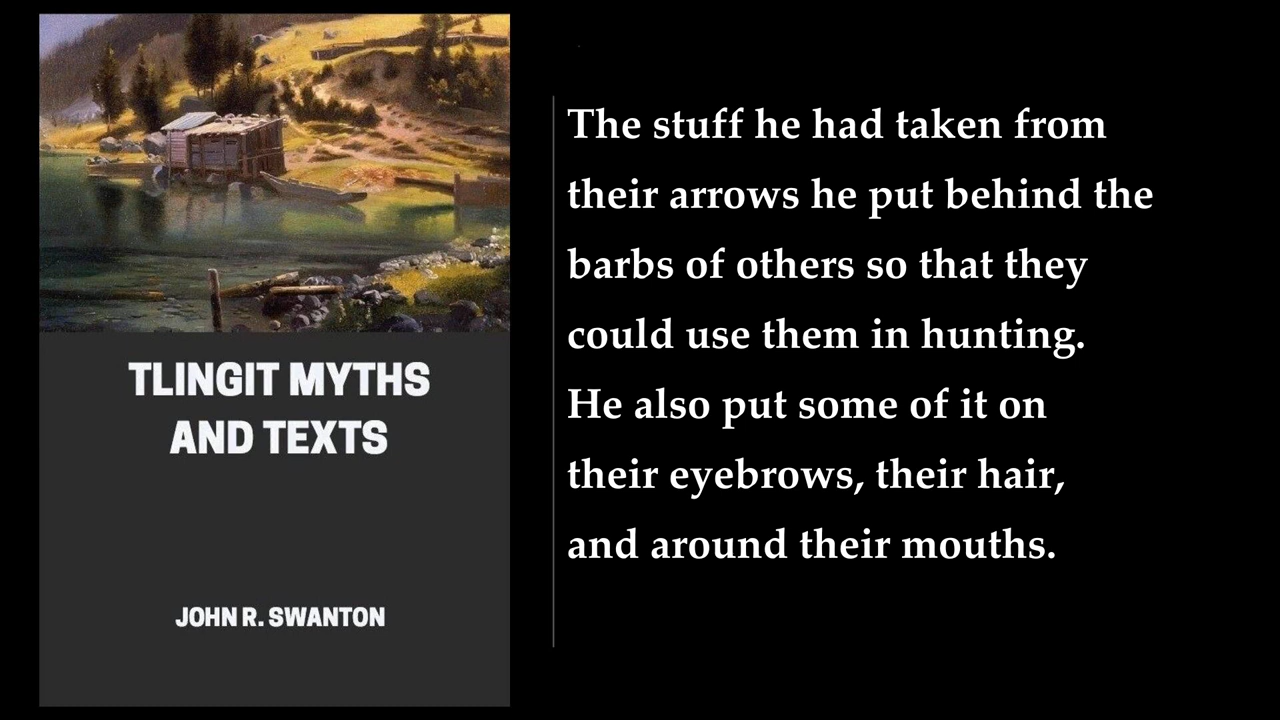 TLINGIT MYTHS
AND TEXTS
JOHN R. SWANTON
The stuff he had taken from
their arrows he put behind the
barbs of others so that they
could use them in hunting.
He also put some of it on
their eyebrows, their hair,
and around their mouths.